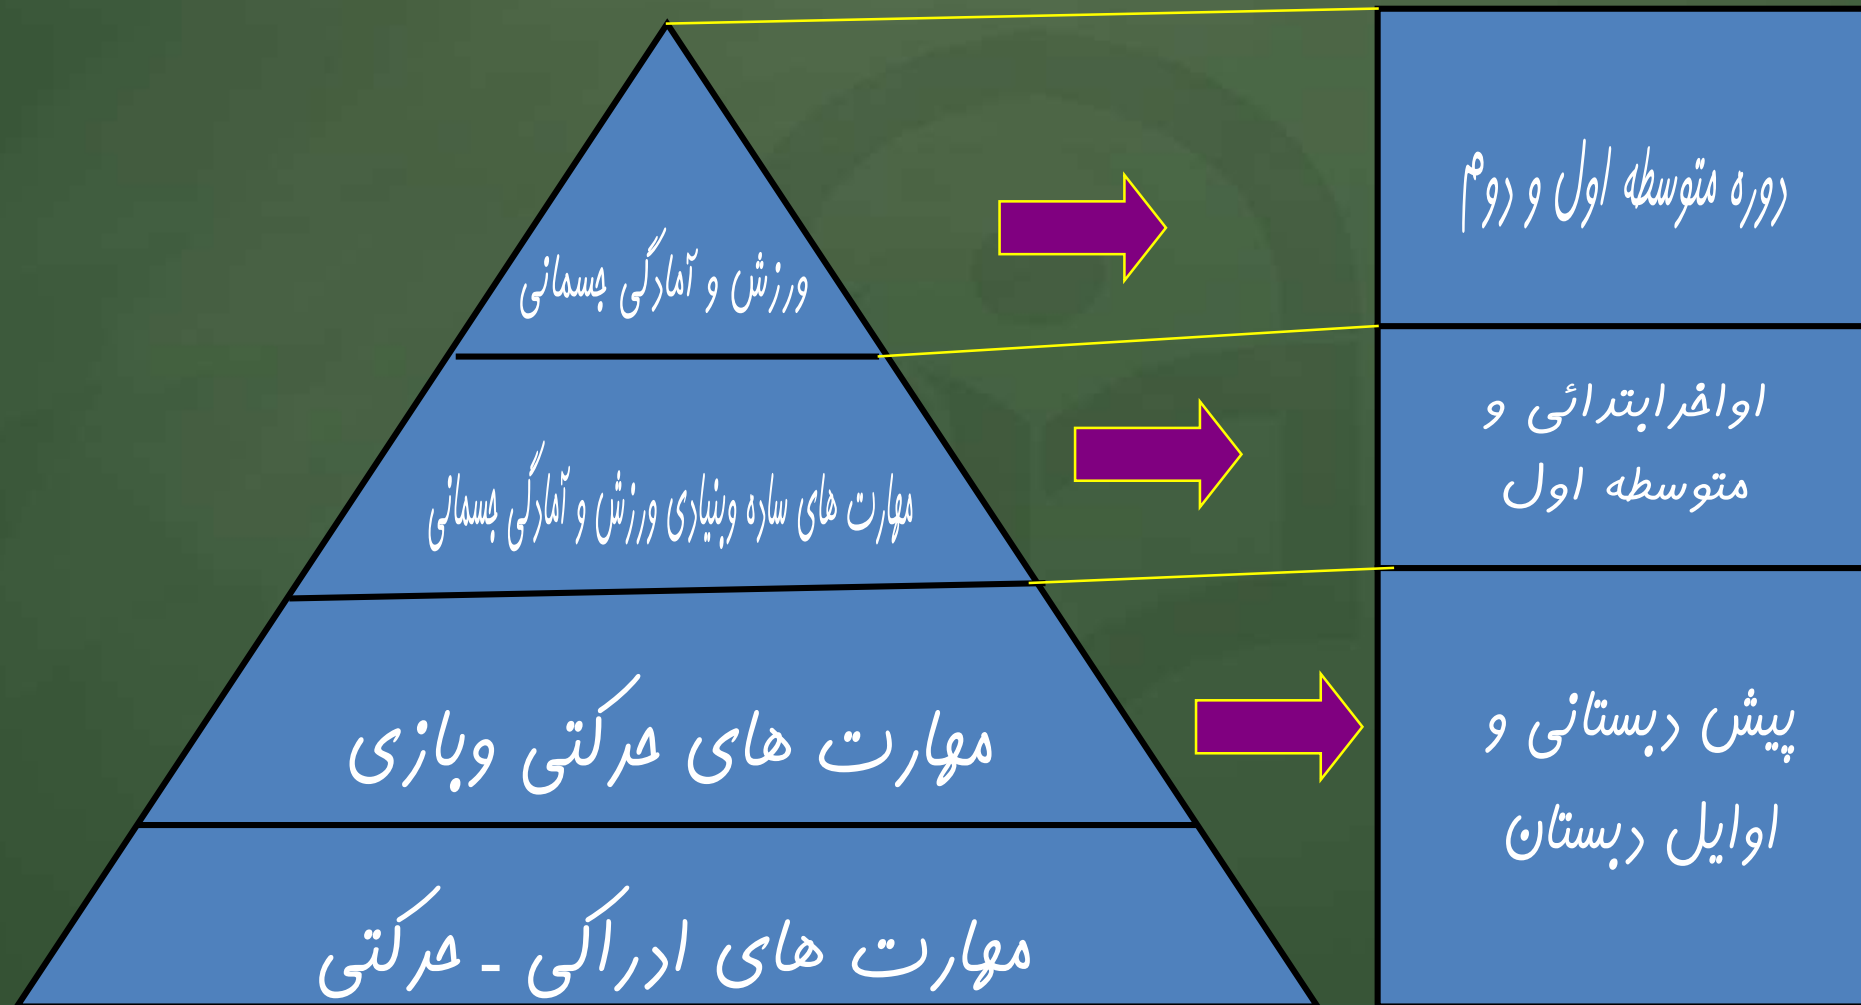 ورزش و آمادگی جسمانی
مهارت های ساده وبنیادی ورزش و آمادگی جسمانی
مهارت های حرکتی وبازی
مهارت های ادراکی ـ حرکتی
دوره متوسطه اول و دوم
اواخرابتدائی و
متوسطه اول
پیش دبستانی و
اوایل دبستان